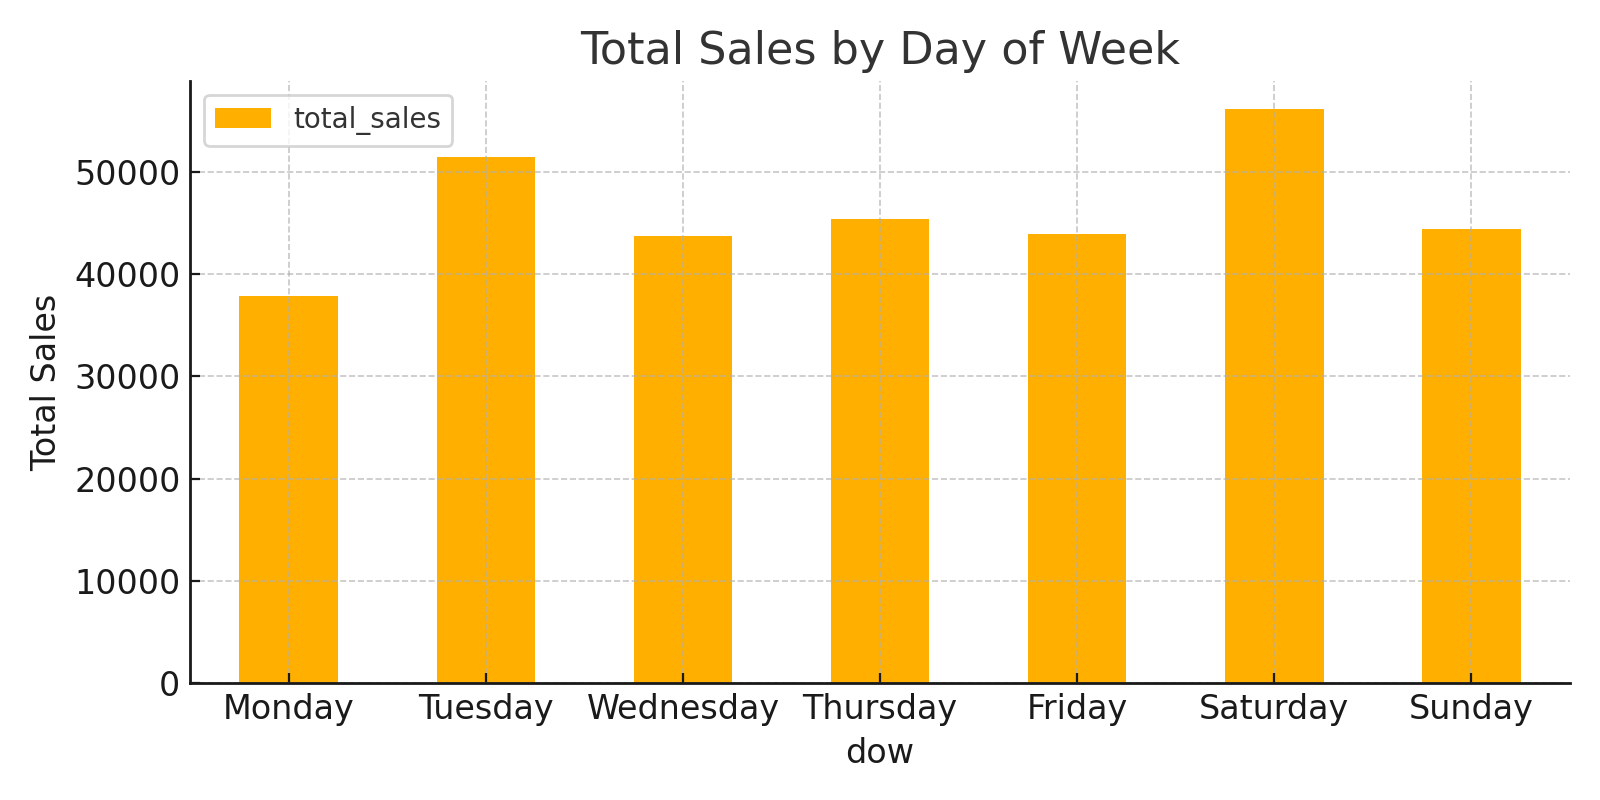 Total Sales by Day of Week
total_sales
Total Sales
50000
40000
30000
20000
10000
0
Monday Tuesday Wednesday Thursday Friday Saturday Sunday
dow